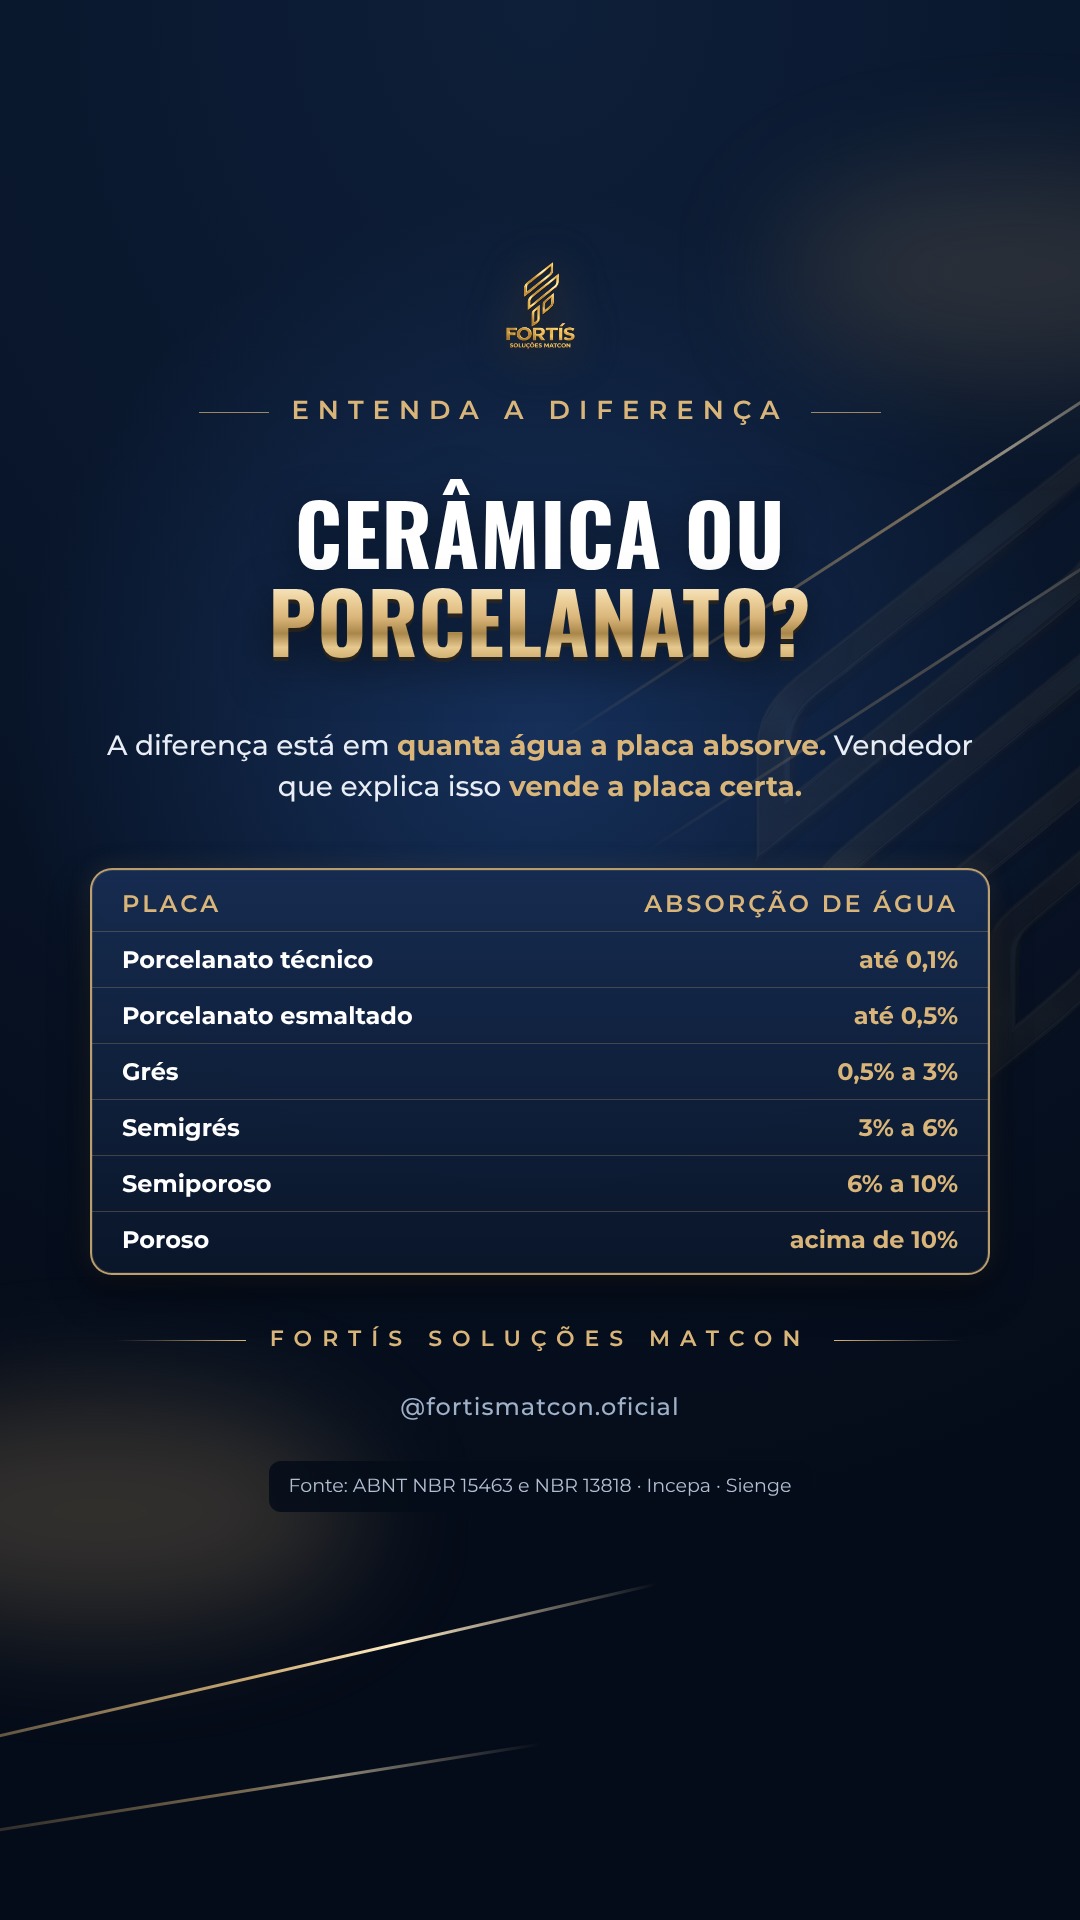 FORTÍS
SOLUÇÕES MATCON
ENTENDA A DIFERENÇA
CERÂMICA OU
PORCELANATO?
A diferença está em quanta água a placa absorve. Vendedor
que explica isso vende a placa certa.
PLACA ABSORÇÃO DE ÁGUA
Porcelanato técnico até 0,1%
Porcelanato esmaltado até 0,5%
Grés 0,5% a 3%
Semigrés 3% a 6%
Semiporoso 6% a 10%
Poroso acima de 10%
FORTÍS SOLUÇÕES MATCON
@fortismatcon.oficial
Fonte: ABNT NBR 15463 e NBR 13818 · Incepa · Sienge